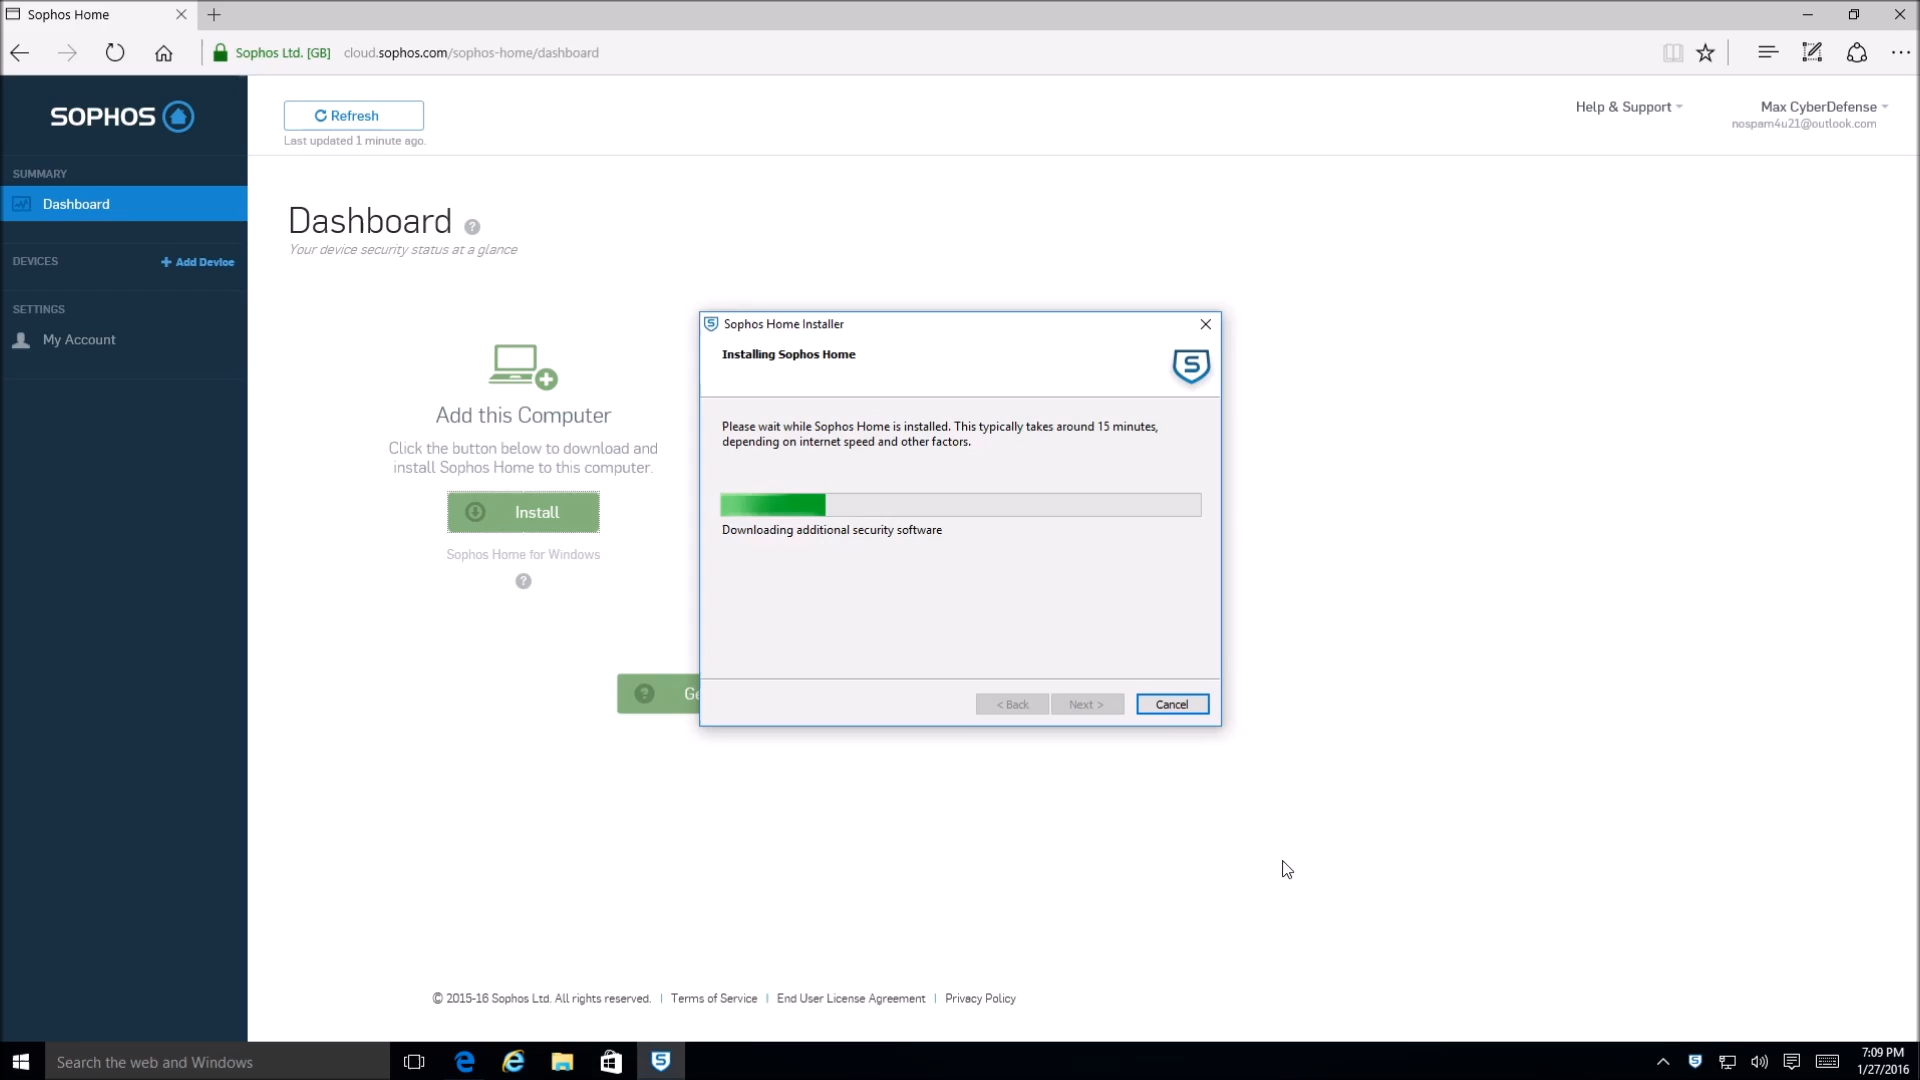 Sophos Home
Sophos Ltd. [GB] cloud.sophos.com/sophos-home/dashboard
SOPHOS
Refresh
Last updated 1 minute ago.
Help & Support
Max CyberDefense
nospam4u21@outlook.com
SUMMARY
Dashboard
DEVICES
+ Add Device
SETTINGS
My Account
Dashboard ?
Your device security status at a glance
Add this Computer
Click the button below to download and
install Sophos Home to this computer.
Install
Sophos Home for Windows
?
? Ge
S Sophos Home Installer
Installing Sophos Home
S
Please wait while Sophos Home is installed. This typically takes around 15 minutes,
depending on internet speed and other factors.
Downloading additional security software
< Back
Next >
Cancel
© 2015-16 Sophos Ltd. All rights reserved. | Terms of Service | End User License Agreement | Privacy Policy
Search the web and Windows
S
S
7:09 PM
1/27/2016